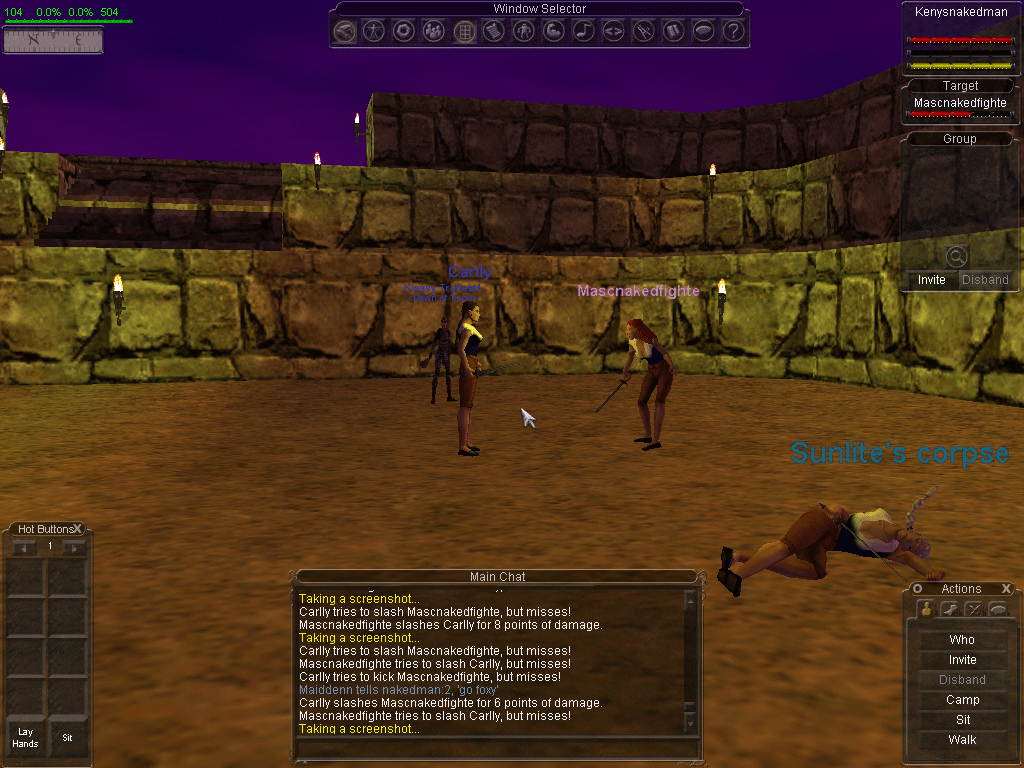 104 0.0% 0.0% 504
N E
Window Selector
Kenysnakedman
Target
Mascnakedfighte
Group
Invite Disband
Carlly
Mascnakedfighte
Sunlite's corpse
Hot Buttons X
1
Lay Hands
Sit
Main Chat
Taking a screenshot...
Carlly tries to slash Mascnakedfighte, but misses!
Mascnakedfighte slashes Carlly for 8 points of damage.
Taking a screenshot...
Carlly tries to slash Mascnakedfighte, but misses!
Mascnakedfighte tries to slash Carlly, but misses!
Carlly tries to kick Mascnakedfighte, but misses!
Maiddenn tells nakedman:2, 'go foxy'
Carlly slashes Mascnakedfighte for 6 points of damage.
Mascnakedfighte tries to slash Carlly, but misses!
Taking a screenshot...
Actions X
Who
Invite
Disband
Camp
Sit
Walk